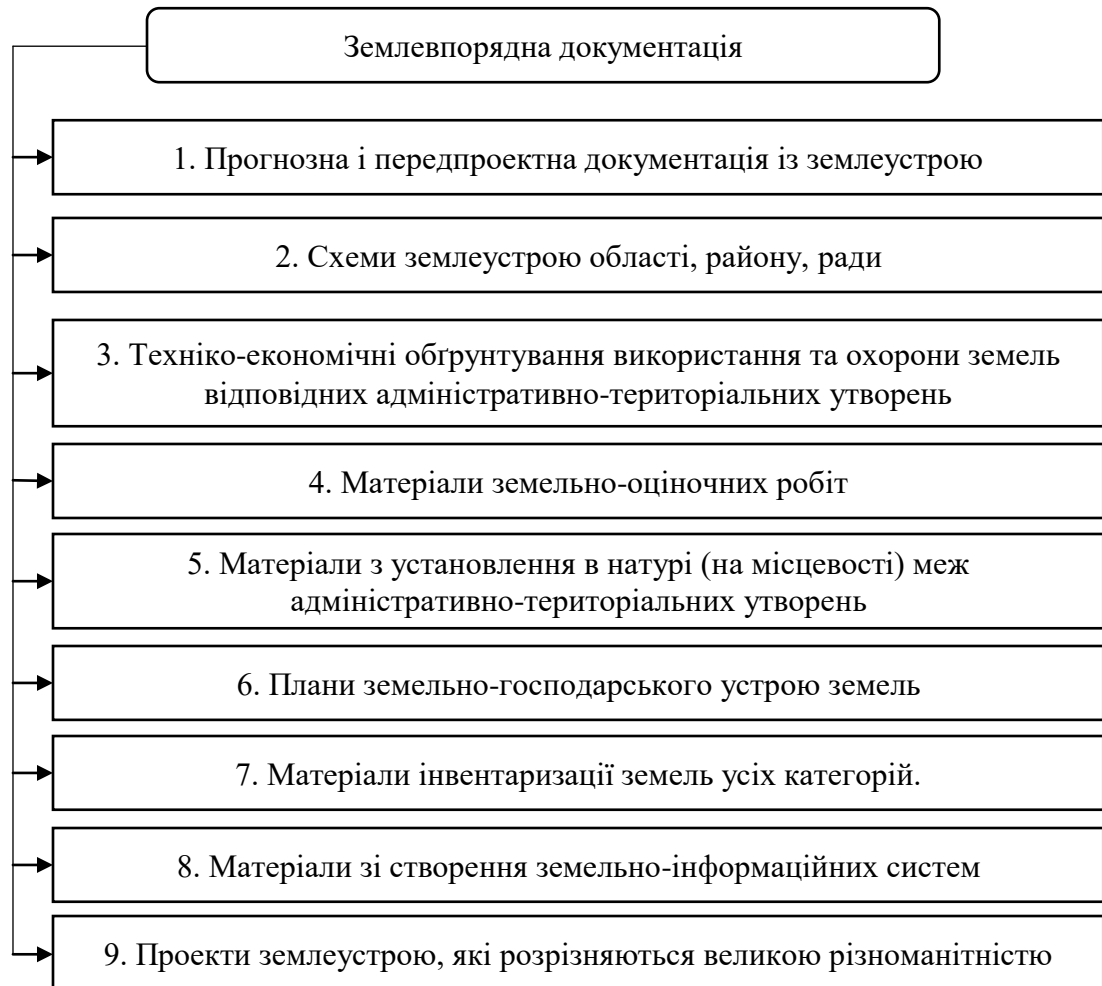 Землевпорядна документація
1. Прогнозна і передпроектна документація із землеустрою
2. Схеми землеустрою області, району, ради
3. Техніко-економічні обґрунтування використання та охорони земель
відповідних адміністративно-територіальних утворень
4. Матеріали земельно-оціночних робіт
5. Матеріали з установлення в натурі (на місцевості) меж
адміністративно-територіальних утворень
6. Плани земельно-господарського устрою земель
7. Матеріали інвентаризації земель усіх категорій.
8. Матеріали зі створення земельно-інформаційних систем
9. Проекти землеустрою, які розрізняються великою різноманітністю